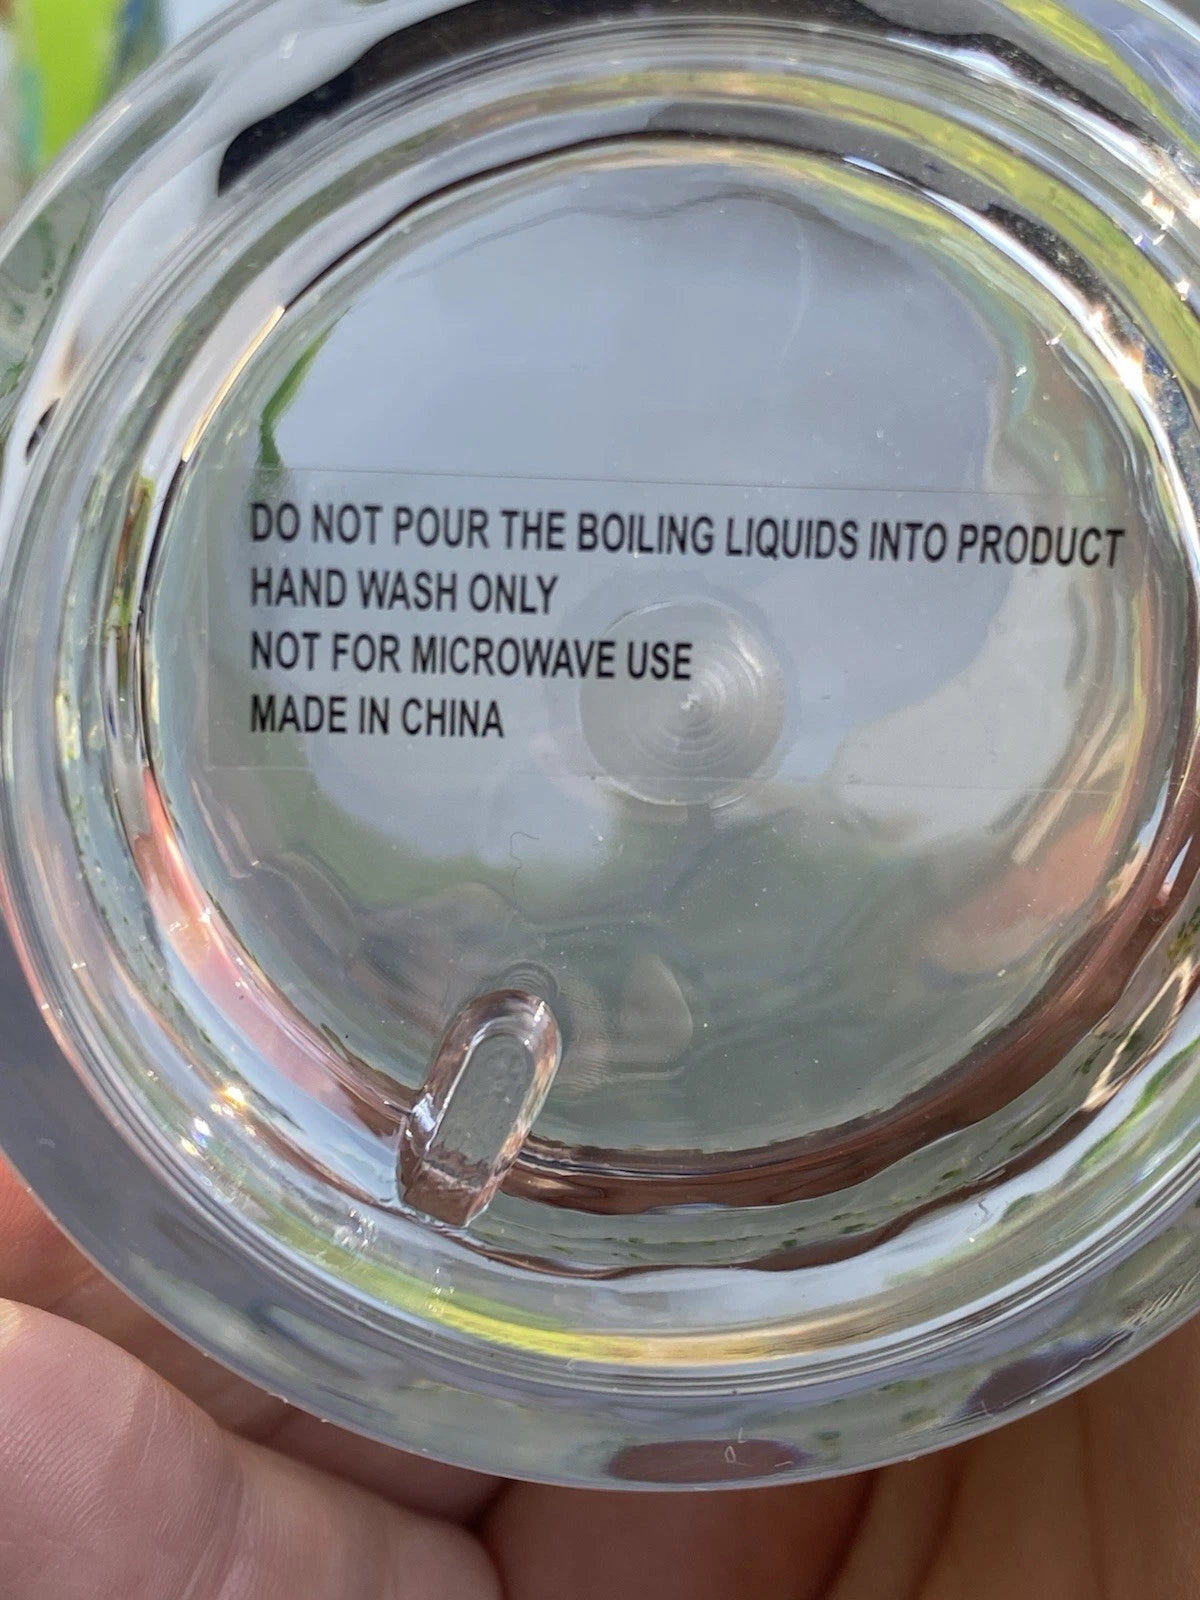 DO NOT POUR THE BOILING LIQUIDS INTO PRODUCT
HAND WASH ONLY
NOT FOR MICROWAVE USE
MADE IN CHINA